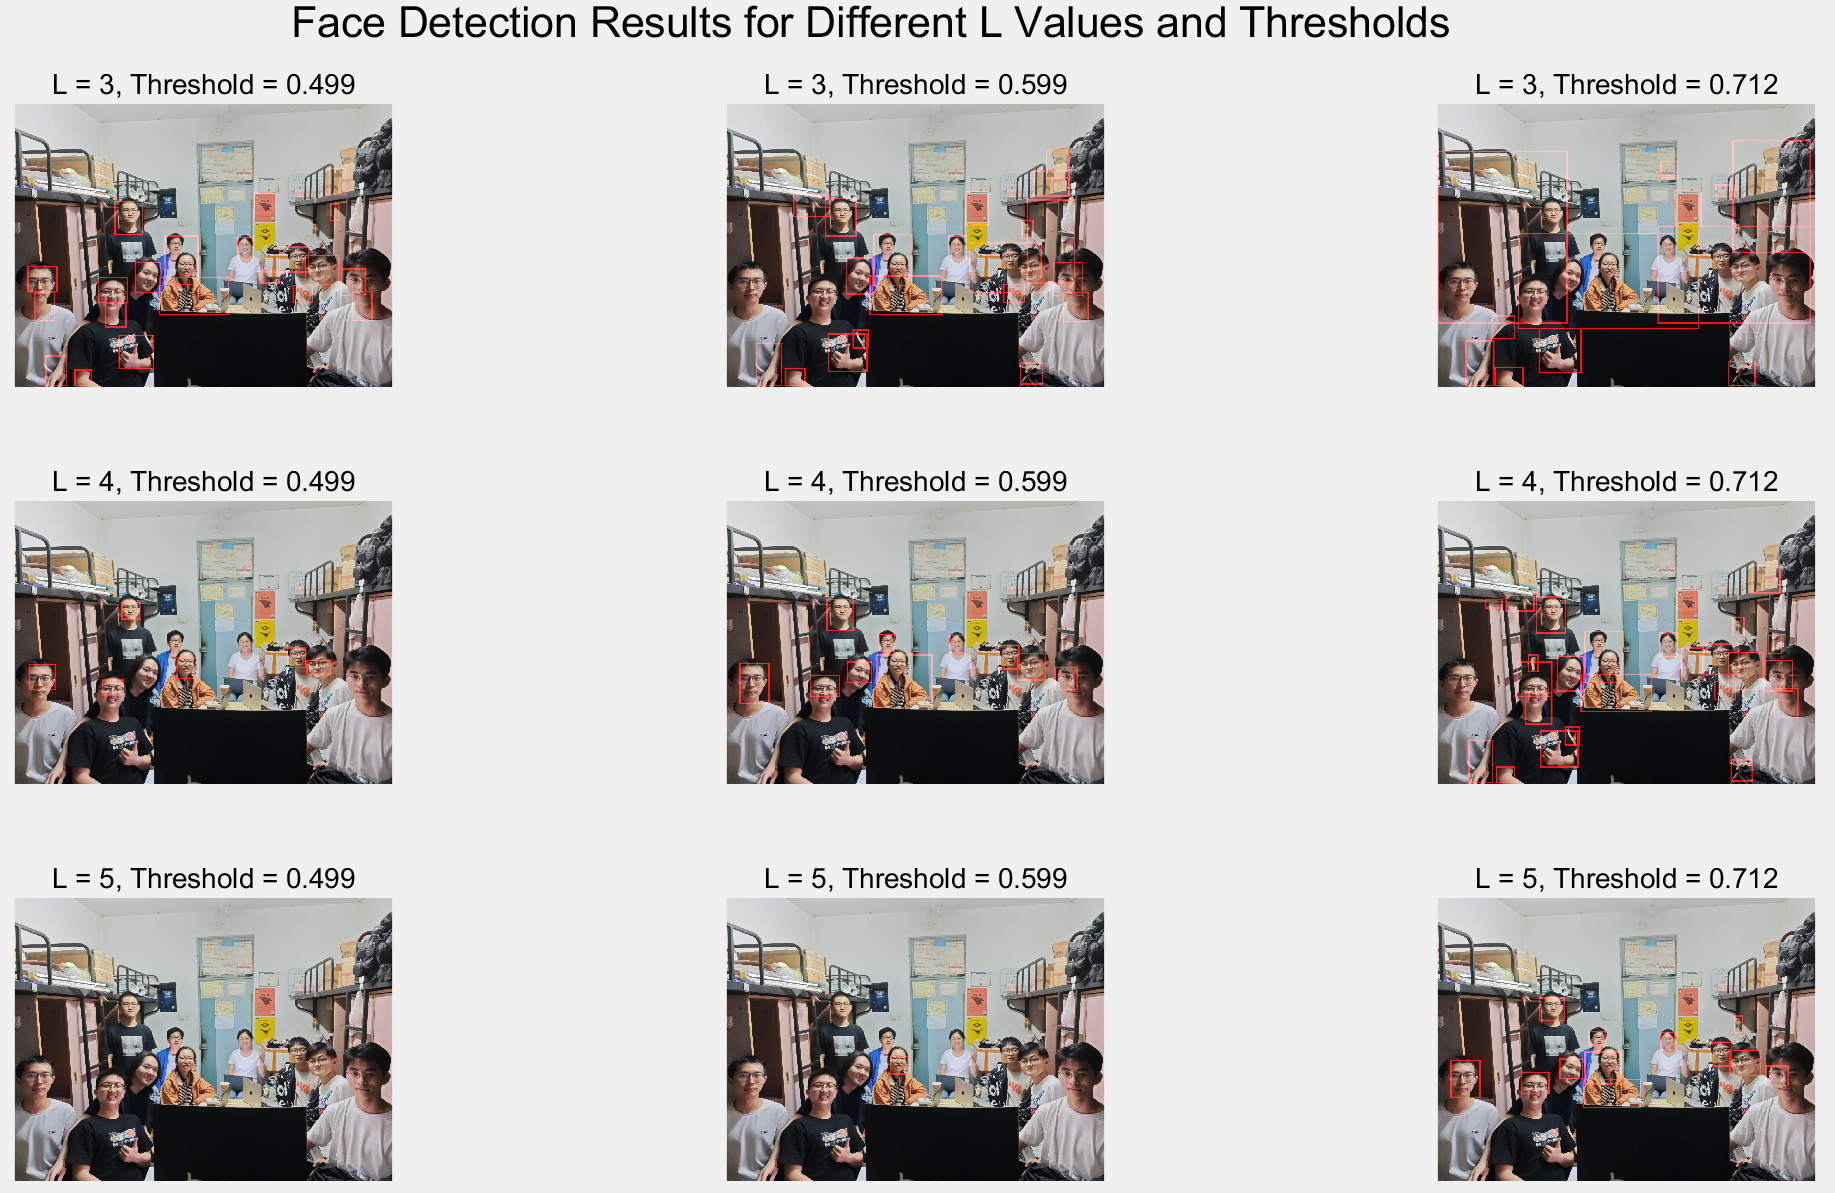 Face Detection Results for Different L Values and Thresholds
L = 3, Threshold = 0.499
L = 3, Threshold = 0.599
L = 3, Threshold = 0.712
L = 4, Threshold = 0.499
L = 4, Threshold = 0.599
L = 4, Threshold = 0.712
L = 5, Threshold = 0.499
L = 5, Threshold = 0.599
L = 5, Threshold = 0.712